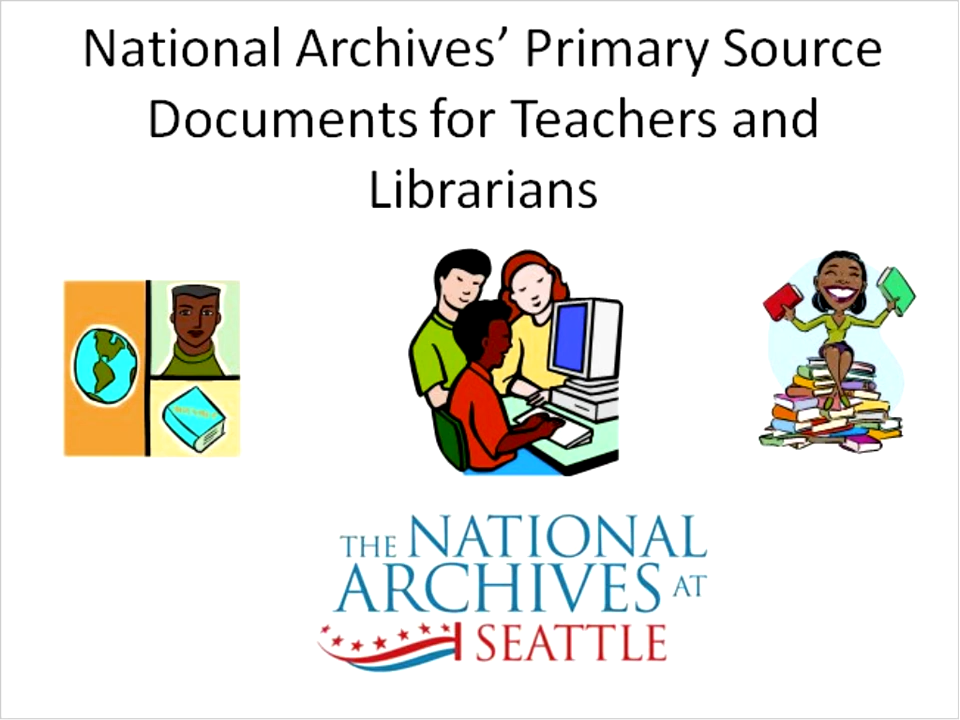 National Archives’ Primary Source
Documents for Teachers and
Librarians
THE NATIONAL
ARCHIVES AT
SEATTLE